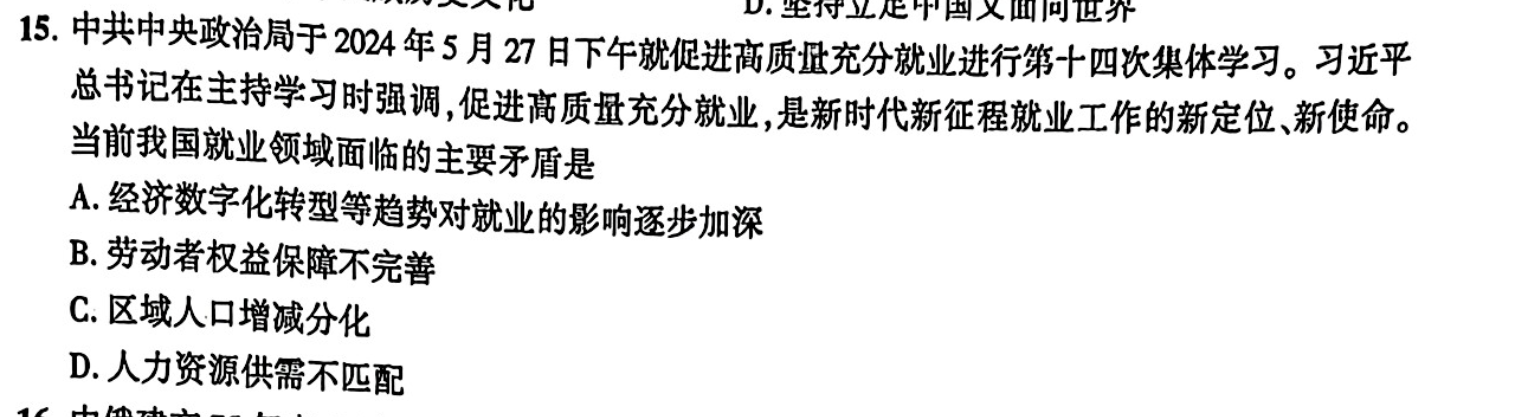 D. 坚持立足中国又面向世界
15. 中共中央政治局于 2024 年 5 月 27 日下午就促进高质量充分就业进行第十四次集体学习。习近平
总书记在主持学习时强调,促进高质量充分就业,是新时代新征程就业工作的新定位、新使命。
当前我国就业领域面临的主要矛盾是
A. 经济数字化转型等趋势对就业的影响逐步加深
B. 劳动者权益保障不完善
C. 区域人口增减分化
D. 人力资源供需不匹配